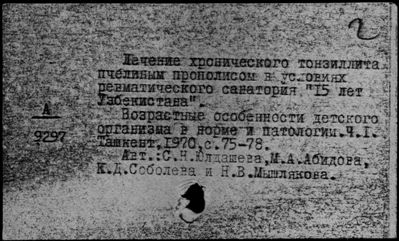 2
Лечение хронического тонзиллита
пчелиным прополисом в условиях
ревматического санатория "15 лет
Узбекистана".
А
9297
Возрастные особенности детского
организма в норме и патологии.Ч.I.
Ташкент,1970,с.75-78.
Авт.:С.Н.Юлдашева,М.А.Абидова,
К.Д.Соболева и Н.В.Мышлякова.